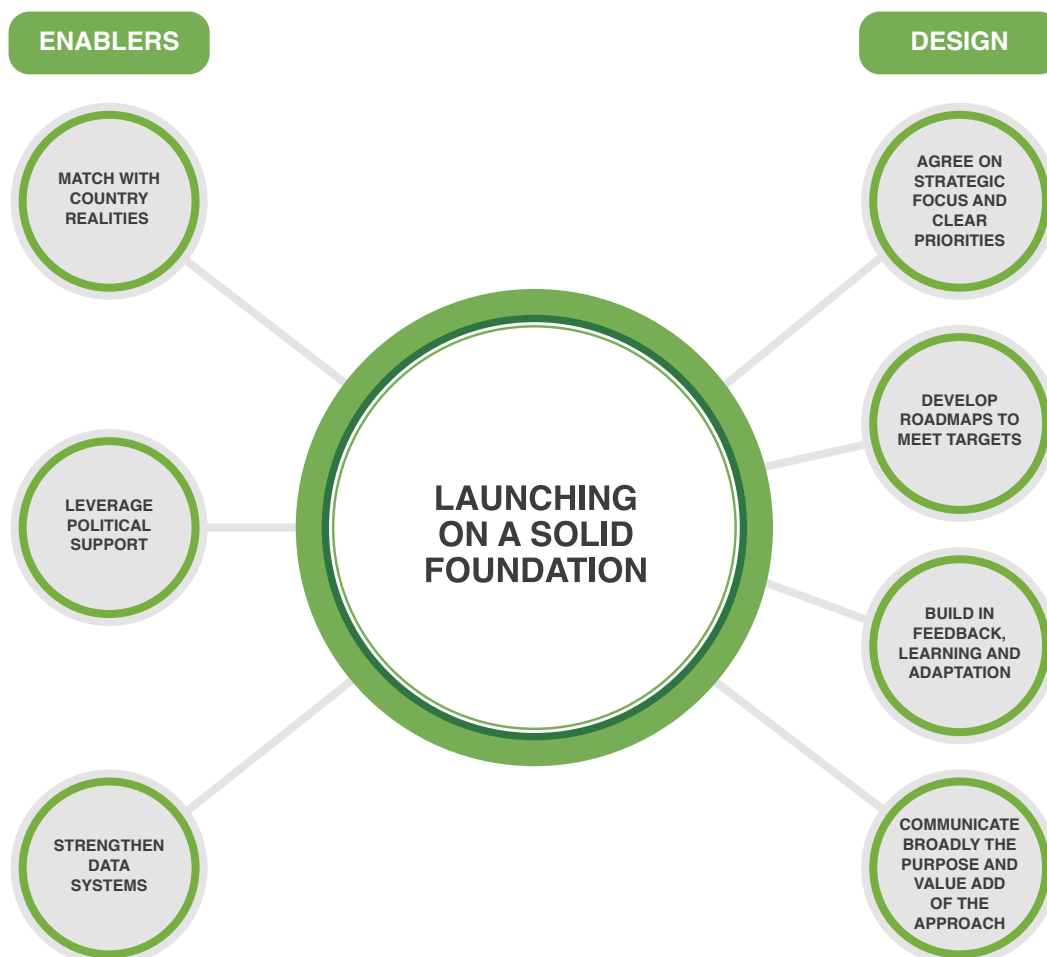 ENABLERS
MATCH WITH
COUNTRY
REALITIES
LEVERAGE
POLITICAL
SUPPORT
STRENGTHEN
DATA
SYSTEMS
LAUNCHING
ON A SOLID
FOUNDATION
DESIGN
AGREE ON
STRATEGIC
FOCUS AND
CLEAR
PRIORITIES
DEVELOP
ROADMAPS TO
MEET TARGETS
BUILD IN
FEEDBACK,
LEARNING AND
ADAPTATION
COMMUNICATE
BROADLY THE
PURPOSE AND
VALUE ADD
OF THE
APPROACH